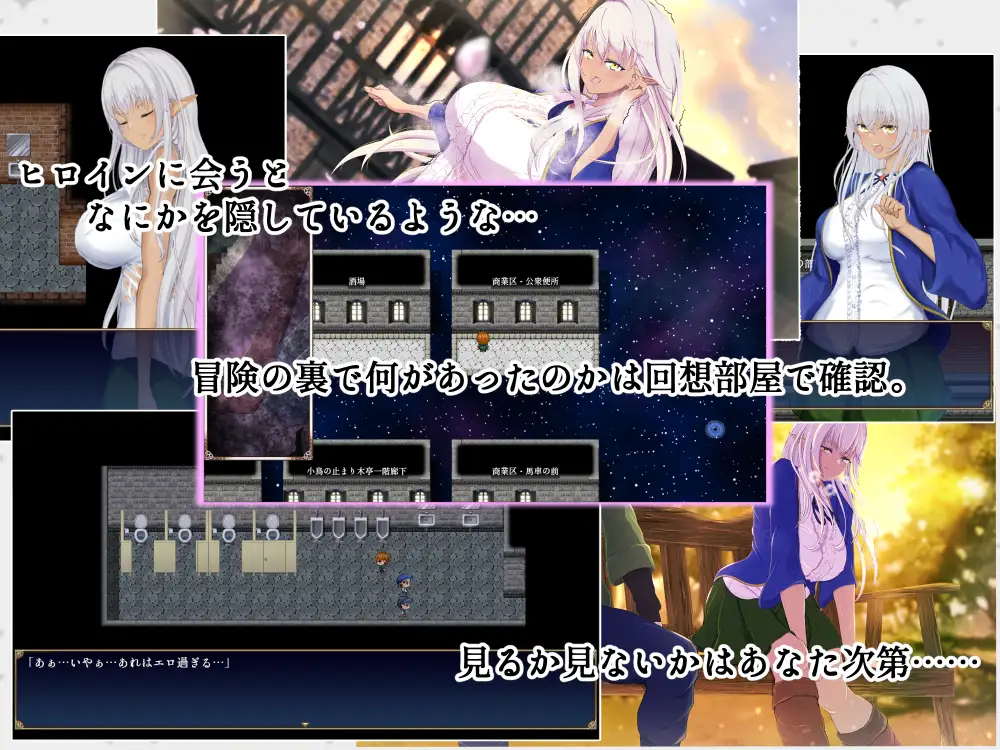 ヒロインに会うと
なにかを隠しているような…
酒場
商業区・公衆便所
の部
冒険の裏で何があったのかは回想部屋で確認。
小鳥の止まり木亭一階廊下
商業区・馬車の前
「あぁ…いやぁ…あれはエロ過ぎる…」
見るか見ないかはあなた次第……